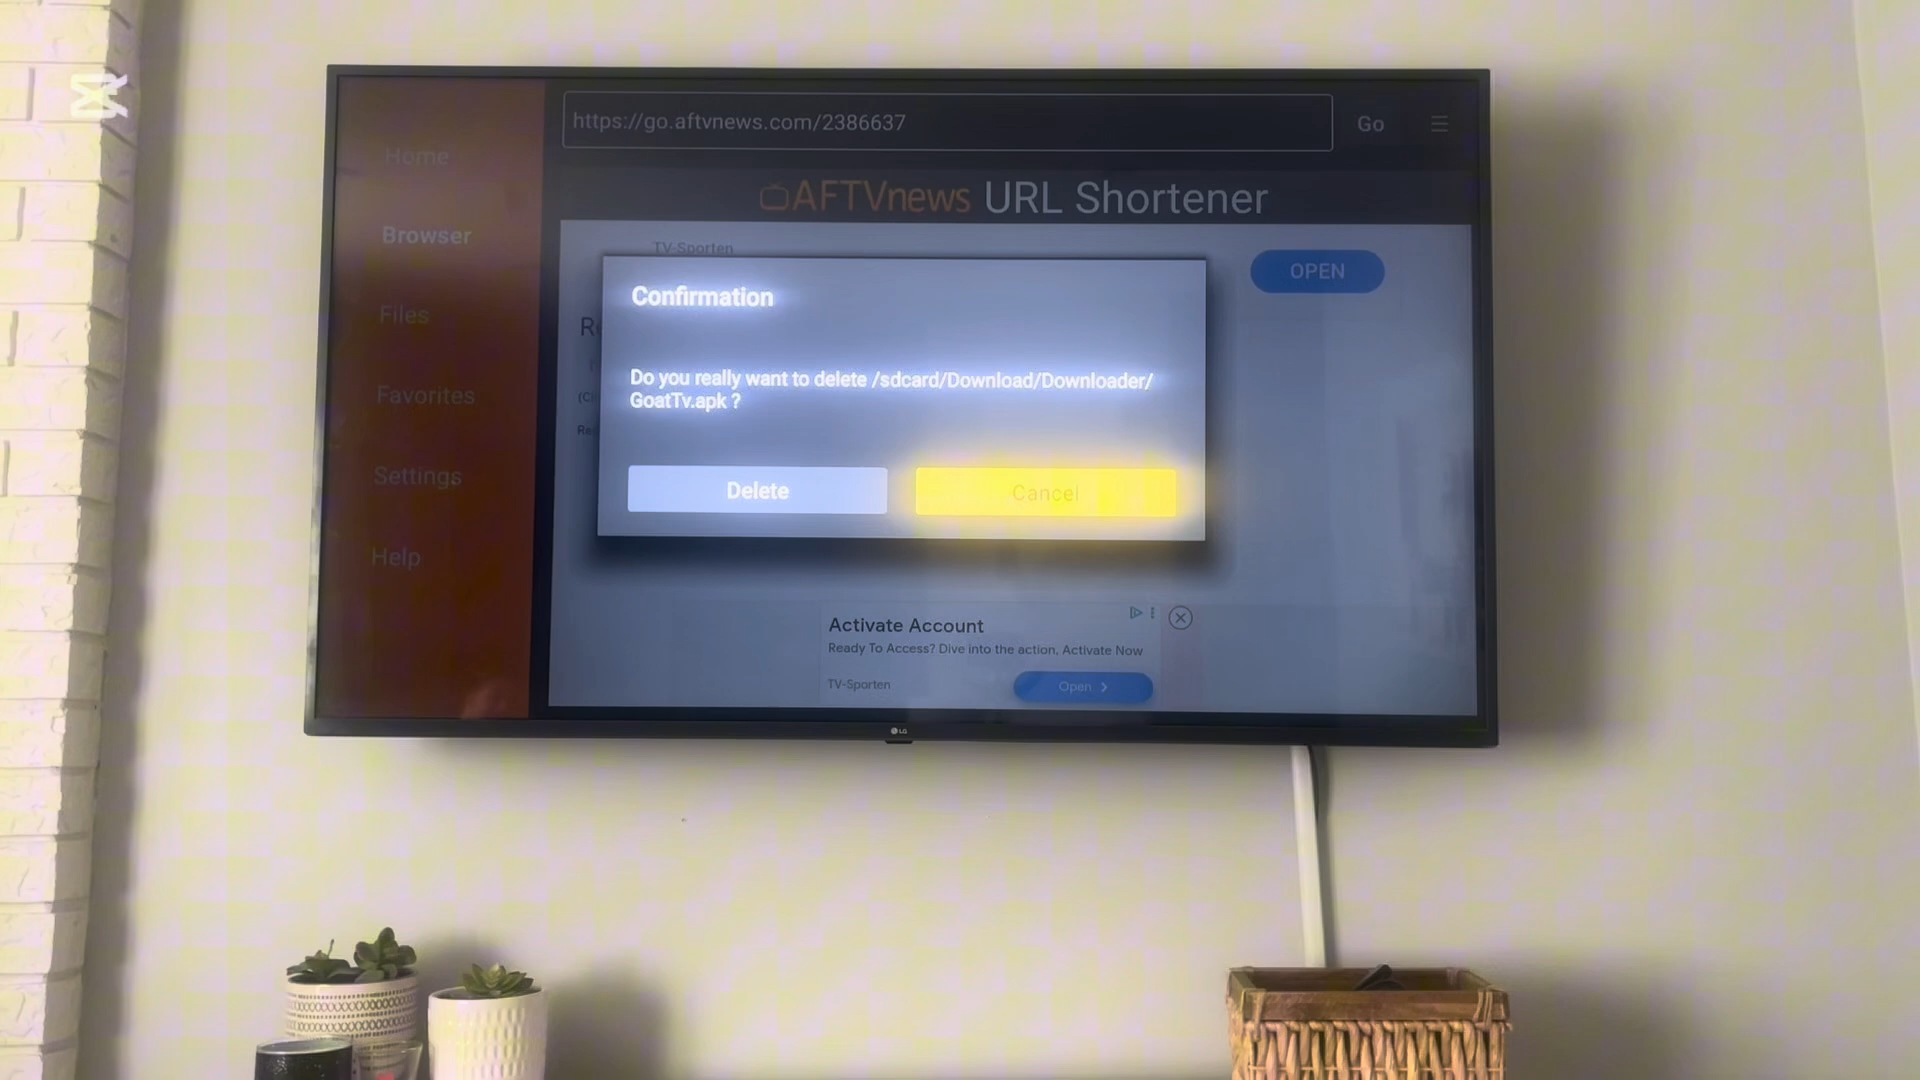 https://go.aftvnews.com/2386637
Go
Home
AFTVnews URL Shortener
Browser
TV-Sporten
OPEN
Confirmation
Files
Do you really want to delete /sdcard/Download/Downloader/
GoatTv.apk ?
Favorites
Settings
Delete
Cancel
Help
Activate Account
Ready To Access? Dive into the action, Activate Now
TV-Sporten
Open
LG